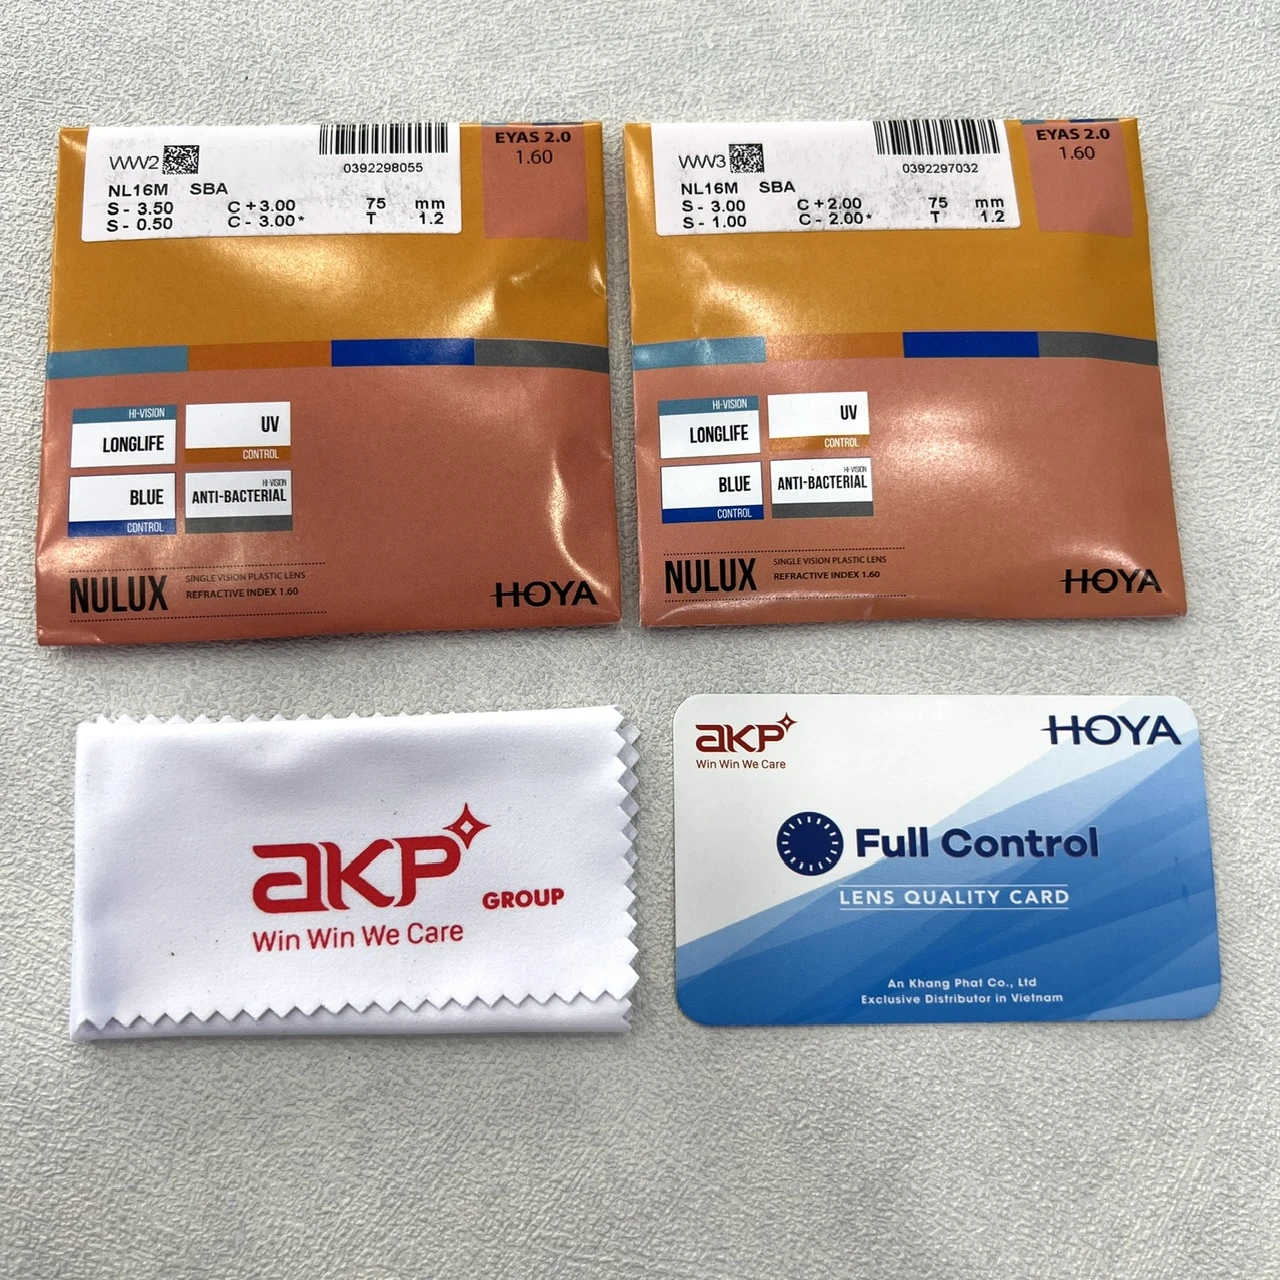 WW2
0392298055
NL16M SBA
S - 3.50 C + 3.00 75 mm
S - 0.50 C - 3.00* T 1.2
EYAS 2.0
1.60
HI-VISION
LONGLIFE
UV
CONTROL
BLUE
CONTROL
HI-VISION
ANTI-BACTERIAL
NULUX
SINGLE VISION PLASTIC LENS
REFRACTIVE INDEX 1.60
HOYA
WW3
0392297032
NL16M SBA
S - 3.00 C + 2.00 75 mm
S - 1.00 C - 2.00* T 1.2
EYAS 2.0
1.60
HI-VISION
LONGLIFE
UV
CONTROL
BLUE
CONTROL
HI-VISION
ANTI-BACTERIAL
NULUX
SINGLE VISION PLASTIC LENS
REFRACTIVE INDEX 1.60
HOYA
aKP
GROUP
Win Win We Care
aKP
Win Win We Care
HOYA
Full Control
LENS QUALITY CARD
An Khang Phat Co., Ltd
Exclusive Distributor in Vietnam